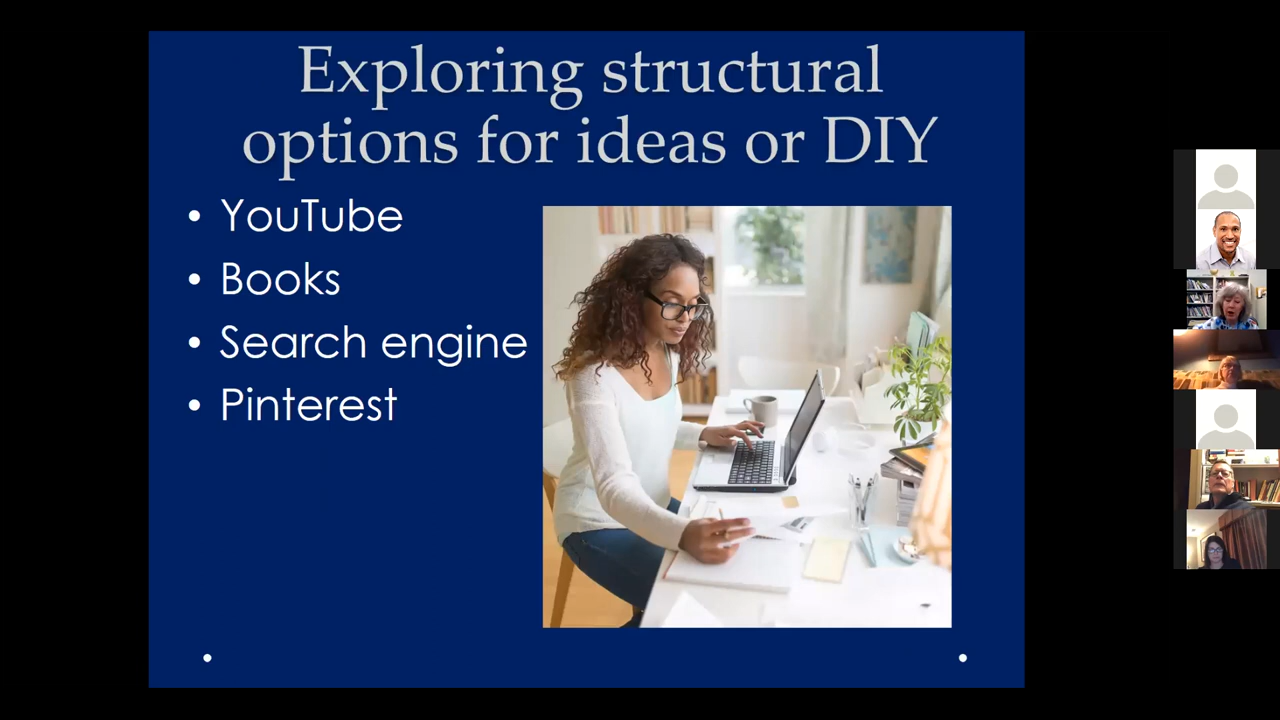 Exploring structural
options for ideas or DIY
• YouTube
• Books
• Search engine
• Pinterest